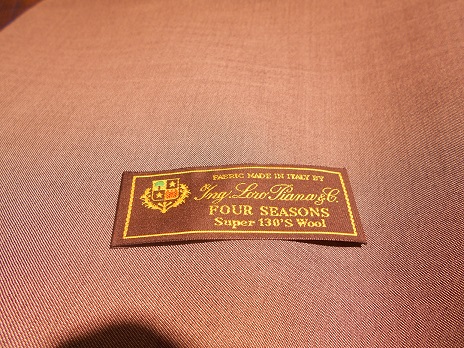 FABRIC MADE IN ITALY BY
Ing. Loro Piana & C.
FOUR SEASONS
Super 130'S Wool